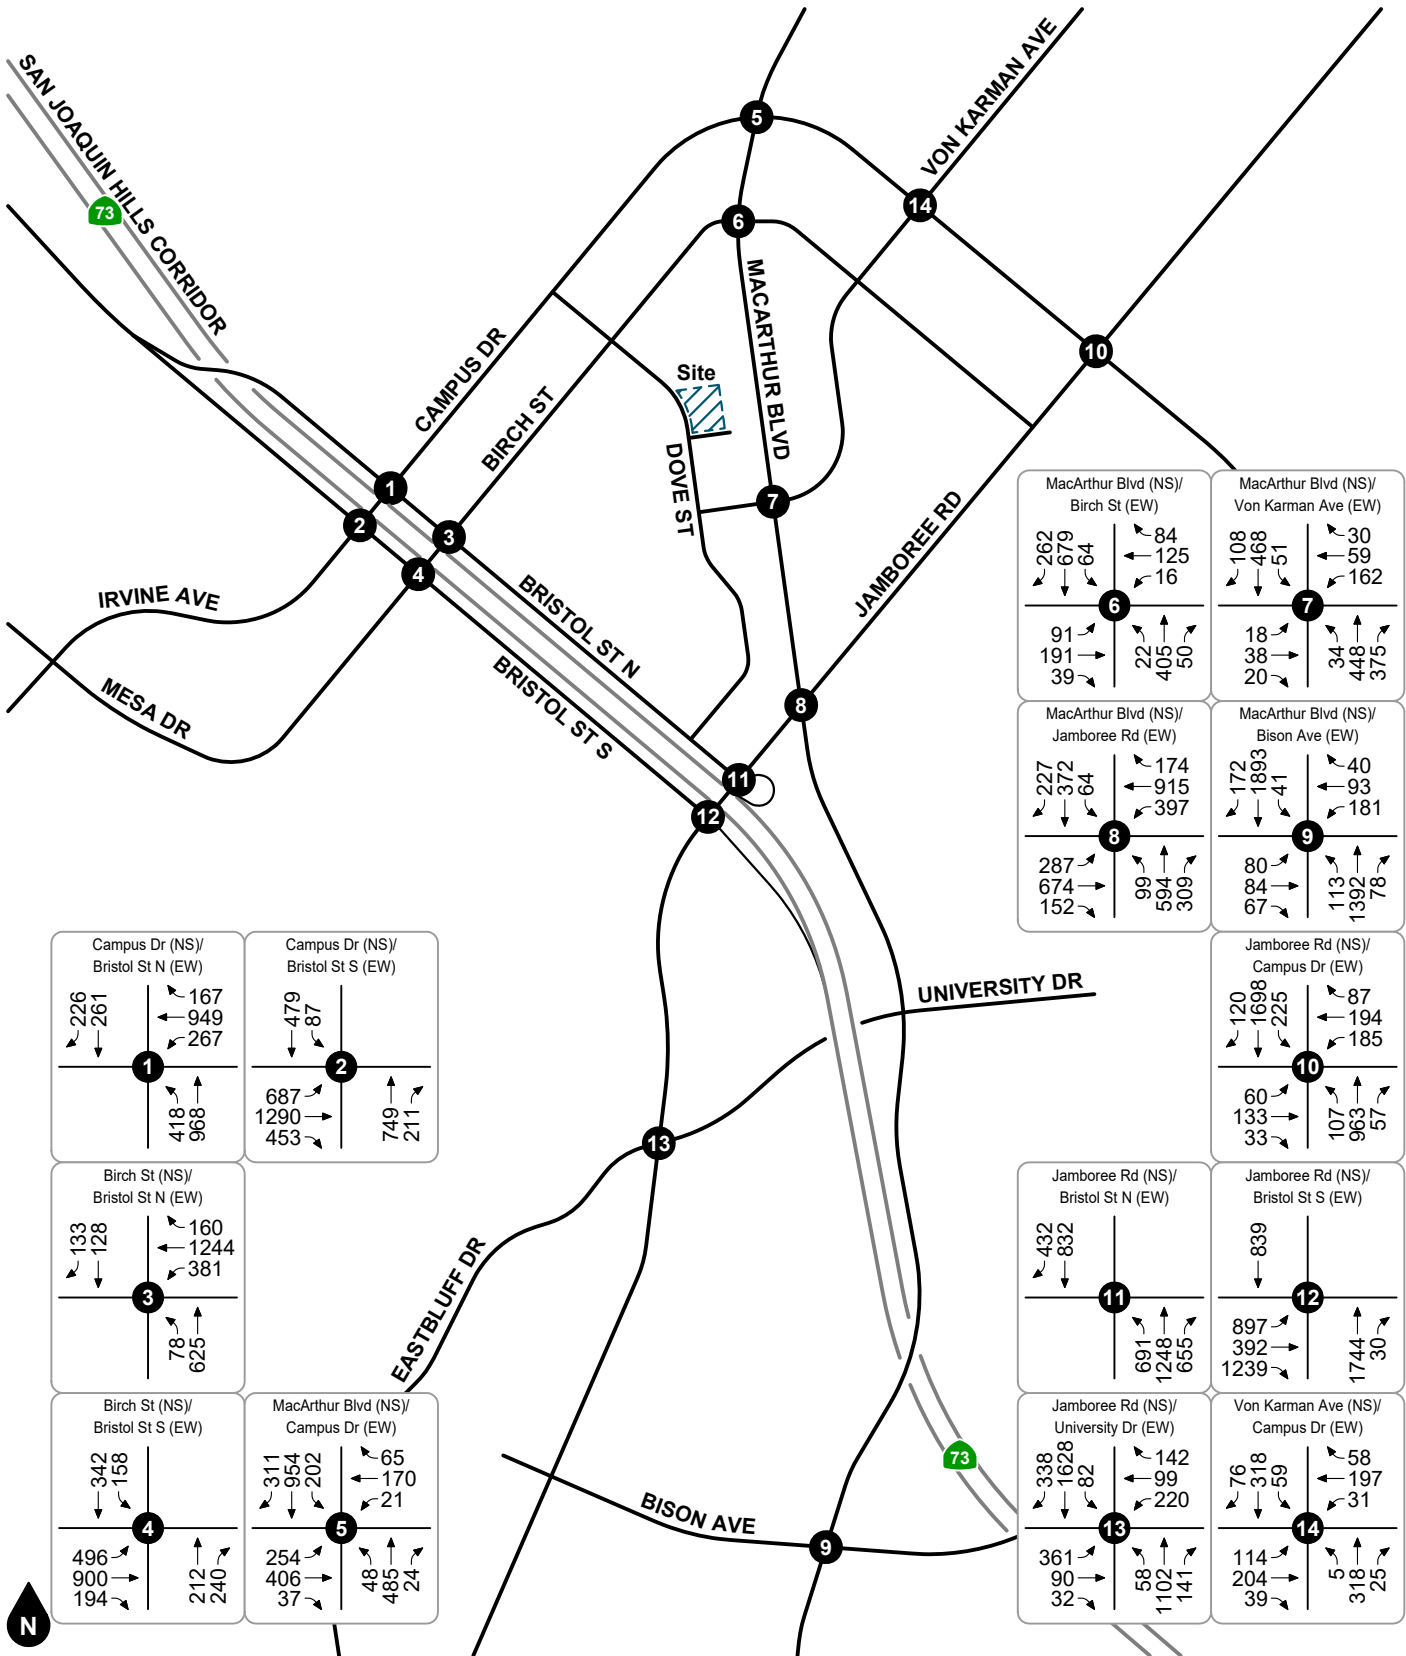 SAN JOAQUIN HILLS CORRIDOR
73
VON KARMAN AVE
5
14
6
10
MACARTHUR BLVD
CAMPUS DR
BIRCH ST
Site
DOVE ST
7
1
2
3
4
JAMBOREE RD
IRVINE AVE
MESA DR
BRISTOL ST N
BRISTOL ST S
8
11
12
UNIVERSITY DR
13
EASTBLUFF DR
BISON AVE
9
73
N
MacArthur Blvd (NS)/
Birch St (EW)
262 679 64
84
125
16
6
91
191
39
22 405 50
MacArthur Blvd (NS)/
Von Karman Ave (EW)
108 468 51
30
59
162
7
18
38
20
34 448 375
MacArthur Blvd (NS)/
Jamboree Rd (EW)
227 372 64
174
915
397
8
287
674
152
99 594 309
MacArthur Blvd (NS)/
Bison Ave (EW)
172 1893 41
40
93
181
9
80
84
67
113 1392 78
Campus Dr (NS)/
Bristol St N (EW)
226 261
167
949
267
1
418 968
Campus Dr (NS)/
Bristol St S (EW)
479 87
2
687
1290
453
749 211
Jamboree Rd (NS)/
Campus Dr (EW)
120 1698 225
87
194
185
10
60
133
33
107 963 57
Birch St (NS)/
Bristol St N (EW)
133 128
160
1244
381
3
78 625
Jamboree Rd (NS)/
Bristol St N (EW)
432 832
11
691 1248 655
Jamboree Rd (NS)/
Bristol St S (EW)
839
12
897
392
1239
1744 30
Birch St (NS)/
Bristol St S (EW)
342 158
4
496
900
194
212 240
MacArthur Blvd (NS)/
Campus Dr (EW)
311 954 202
65
170
21
5
254
406
37
48 485 24
Jamboree Rd (NS)/
University Dr (EW)
338 1628 82
142
99
220
13
361
90
32
58 1102 141
Von Karman Ave (NS)/
Campus Dr (EW)
76 318 59
58
197
31
14
114
204
39
5 318 25